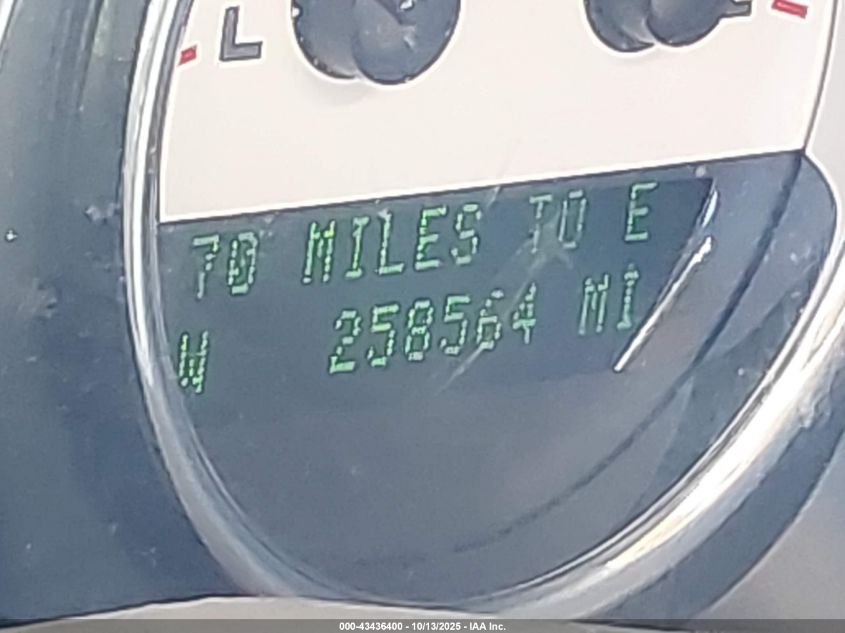 L
70 MILES TO E
W 258564 MI
000-43436400 - 10/13/2025 - IAA Inc.